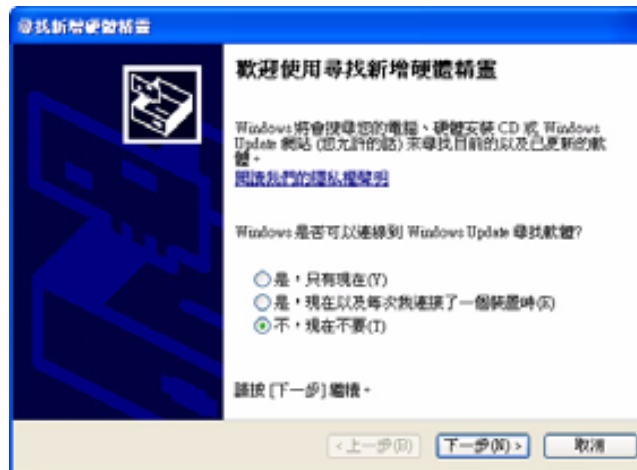 尋找新增硬體精靈
歡迎使用尋找新增硬體精靈
Windows 將會搜尋您的電腦、硬體安裝 CD 或 Windows
Update 網站 (您允許的話) 來尋找目前的以及已更新的軟
體。
閱讀我們的隱私權聲明
Windows 是否可以連線到 Windows Update 尋找軟體?
是，只有現在(Y)
是，現在以及每次我連接了一個裝置時(E)
不，現在不要(T)
請按 [下一步] 繼續。
<上一步(B)
下一步(N)>
取消